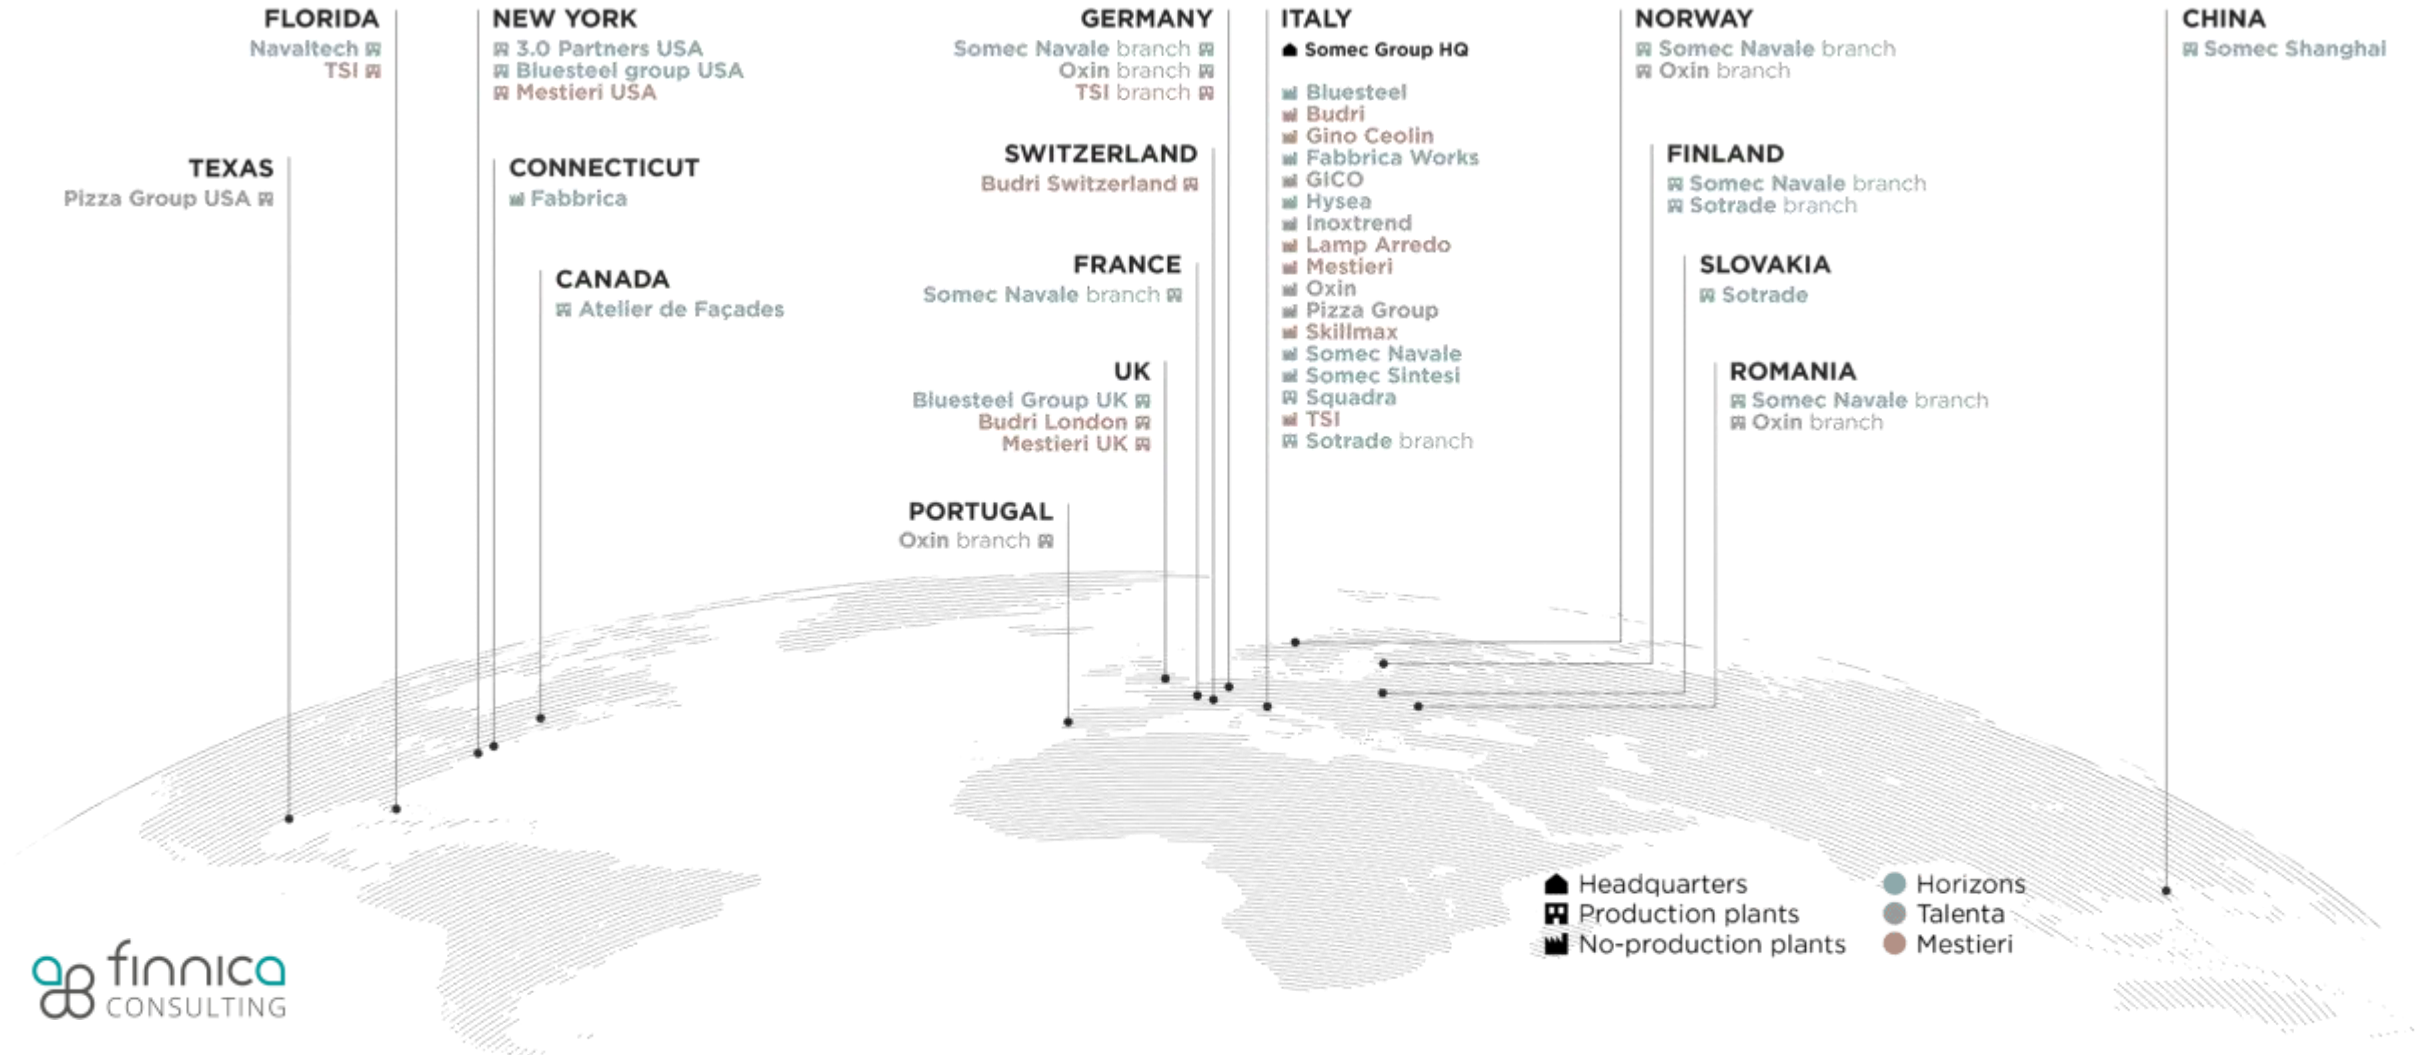 FLORIDA
Navaltech
TSI
NEW YORK
3.0 Partners USA
Bluesteel group USA
Mestieri USA
GERMANY
Somec Navale branch
Oxin branch
TSI branch
ITALY
Somec Group HQ
Bluesteel
Budri
Gino Ceolin
Fabbrica Works
GICO
Hysea
Inoxtrend
Lamp Arredo
Mestieri
Oxin
Pizza Group
Skillmax
Somec Navale
Somec Sintesi
Squadra
TSI
Sotrade branch
NORWAY
Somec Navale branch
Oxin branch
CHINA
Somec Shanghai
TEXAS
Pizza Group USA
CONNECTICUT
Fabbrica
SWITZERLAND
Budri Switzerland
FINLAND
Somec Navale branch
Sotrade branch
CANADA
Atelier de Façades
FRANCE
Somec Navale branch
SLOVAKIA
Sotrade
UK
Bluesteel Group UK
Budri London
Mestieri UK
ROMANIA
Somec Navale branch
Oxin branch
PORTUGAL
Oxin branch
Headquarters
Production plants
No-production plants
Horizons
Talenta
Mestieri
finnica
CONSULTING